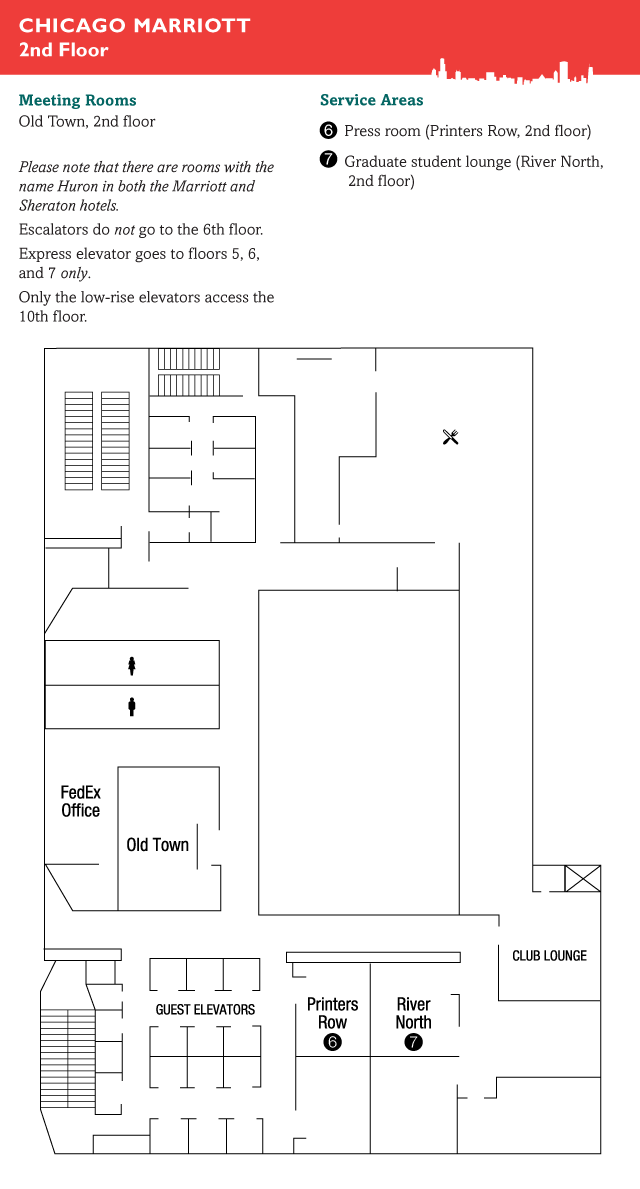 CHICAGO MARRIOTT
2nd Floor
Meeting Rooms
Old Town, 2nd floor
Please note that there are rooms with the
name Huron in both the Marriott and
Sheraton hotels.
Escalators do not go to the 6th floor.
Express elevator goes to floors 5, 6,
and 7 only.
Only the low-rise elevators access the
10th floor.
Service Areas
6 Press room (Printers Row, 2nd floor)
7 Graduate student lounge (River North,
2nd floor)
FedEx
Office
Old Town
CLUB LOUNGE
GUEST ELEVATORS
Printers
Row
6
River
North
7